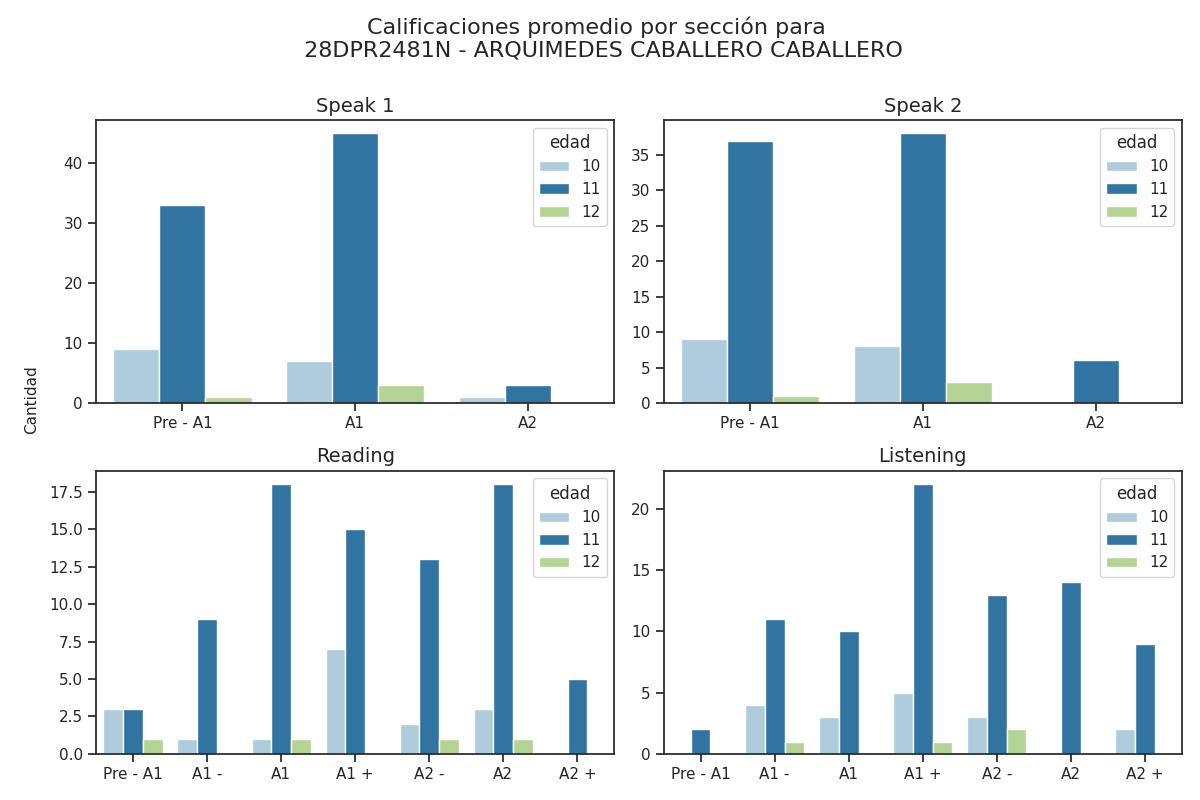 Calificaciones promedio por sección para
28DPR2481N - ARQUIMEDES CABALLERO CABALLERO
Cantidad
Speak 1
40
30
20
10
0
Pre - A1 A1 A2
edad
10
11
12
Speak 2
35
30
25
20
15
10
5
0
Pre - A1 A1 A2
edad
10
11
12
Reading
17.5
15.0
12.5
10.0
7.5
5.0
2.5
0.0
Pre - A1 A1 - A1 A1 + A2 - A2 A2 +
edad
10
11
12
Listening
20
15
10
5
0
Pre - A1 A1 - A1 A1 + A2 - A2 A2 +
edad
10
11
12